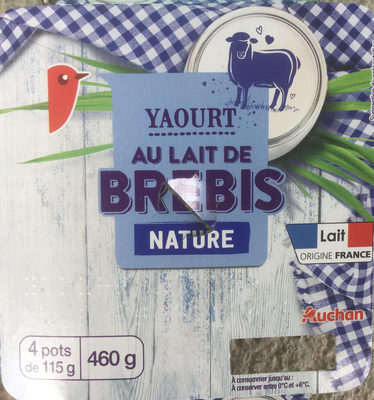 YAOURT
AU LAIT DE
BREBIS
NATURE
Lait
ORIGINE FRANCE
Auchan
4 pots
de 115 g
460 g
A consommer jusqu'au :
A conserver entre 0°C et +6°C.